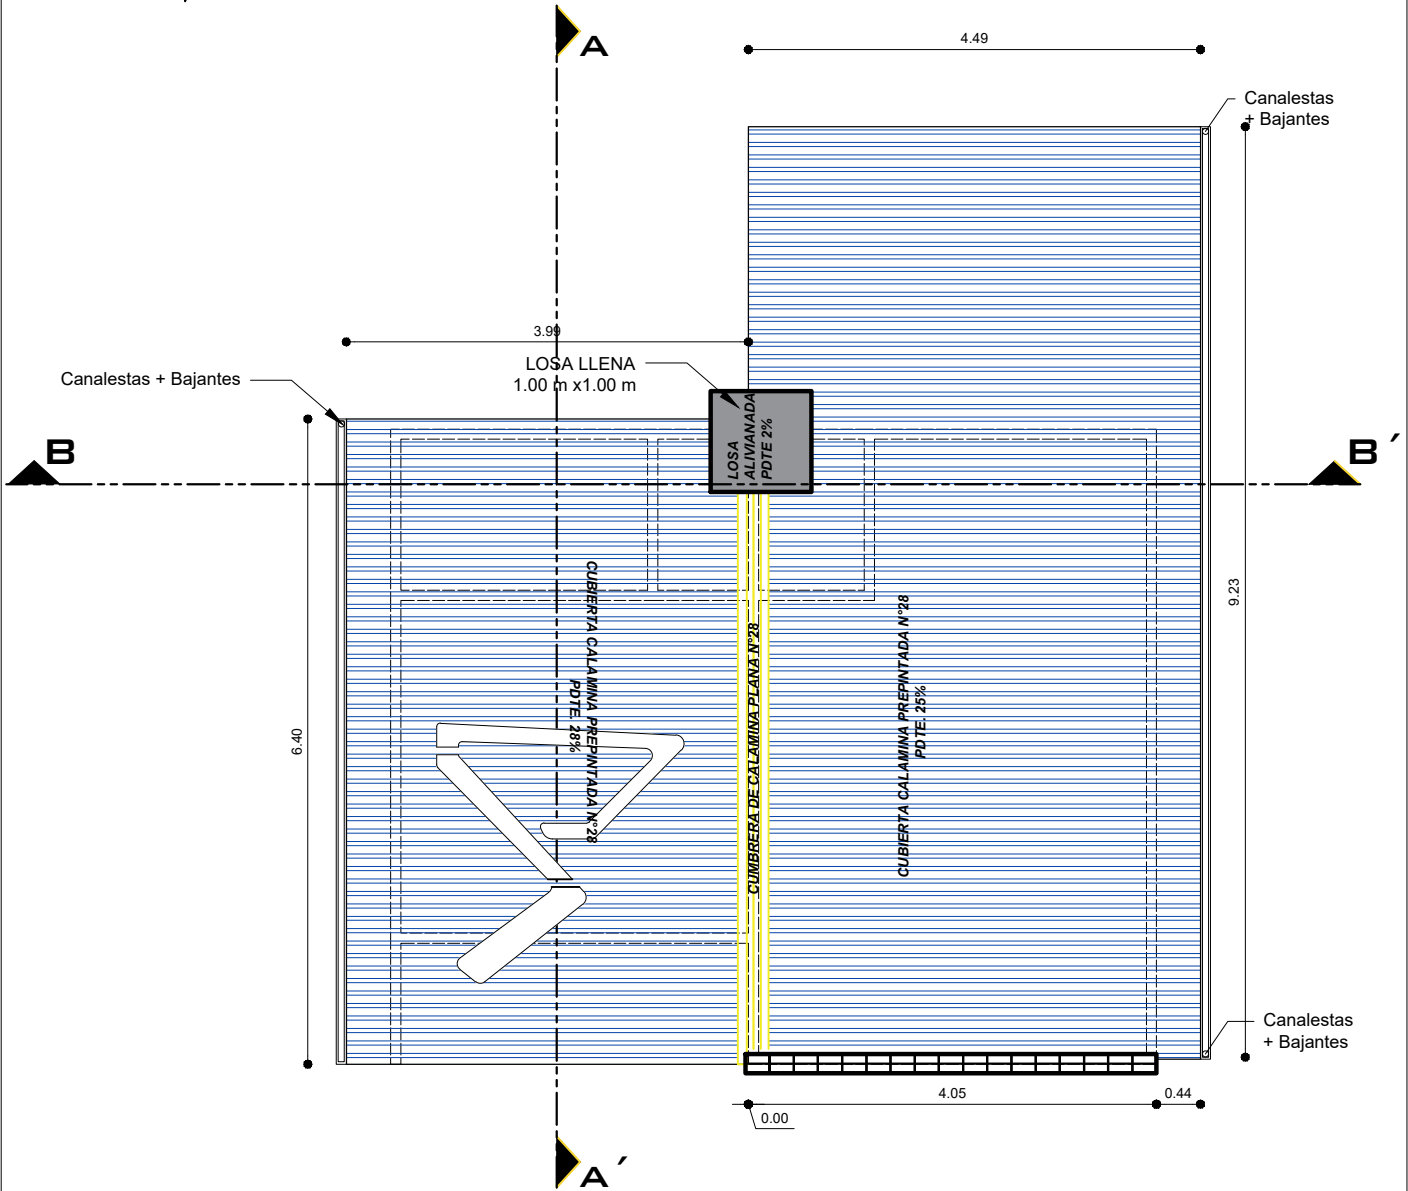 A
4.49
Canalestas
+ Bajantes
3.99
LOSA LLENA
1.00 m x1.00 m
Canalestas + Bajantes
LOSA
ALIVIANADA
PDTE 2%
B
B´
CUBIERTA CALAMINA PREPINTADA N°28
PDTE. 28%
CUMBRERA DE CALAMINA PLANA N°28
CUBIERTA CALAMINA PREPINTADA N°28
PDTE. 25%
9.23
6.40
Canalestas
+ Bajantes
4.05
0.44
0.00
A´